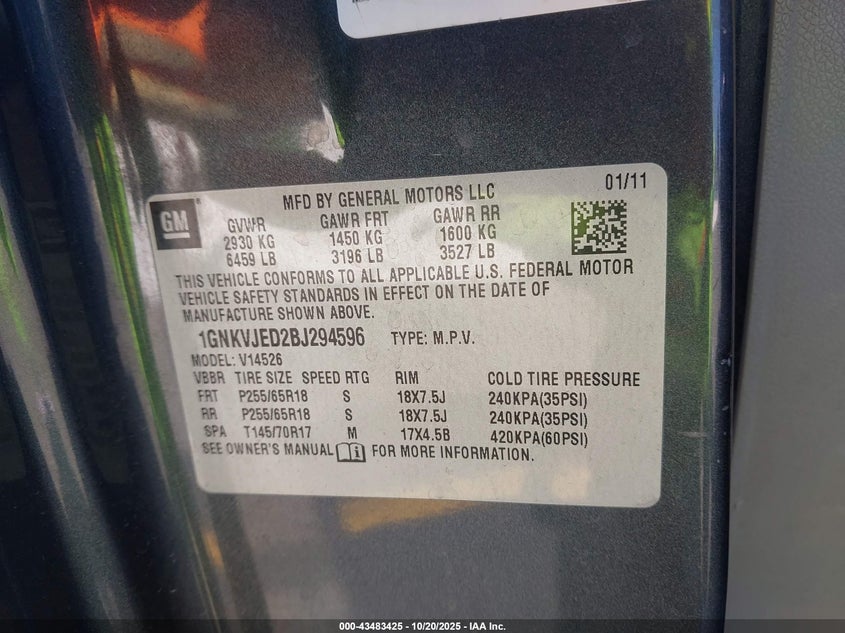 MFD BY GENERAL MOTORS LLC 01/11
GM
GVWR GAWR FRT GAWR RR
2930 KG 1450 KG 1600 KG
6459 LB 3196 LB 3527 LB
THIS VEHICLE CONFORMS TO ALL APPLICABLE U.S. FEDERAL MOTOR
VEHICLE SAFETY STANDARDS IN EFFECT ON THE DATE OF
MANUFACTURE SHOWN ABOVE.
1GNKVJED2BJ294596 TYPE: M.P.V.
MODEL: V14526
VBBR TIRE SIZE SPEED RTG RIM COLD TIRE PRESSURE
FRT P255/65R18 S 18X7.5J 240KPA(35PSI)
RR P255/65R18 S 18X7.5J 240KPA(35PSI)
SPA T145/70R17 M 17X4.5B 420KPA(60PSI)
SEE OWNER'S MANUAL FOR MORE INFORMATION.
000-43483425 - 10/20/2025 - IAA Inc.